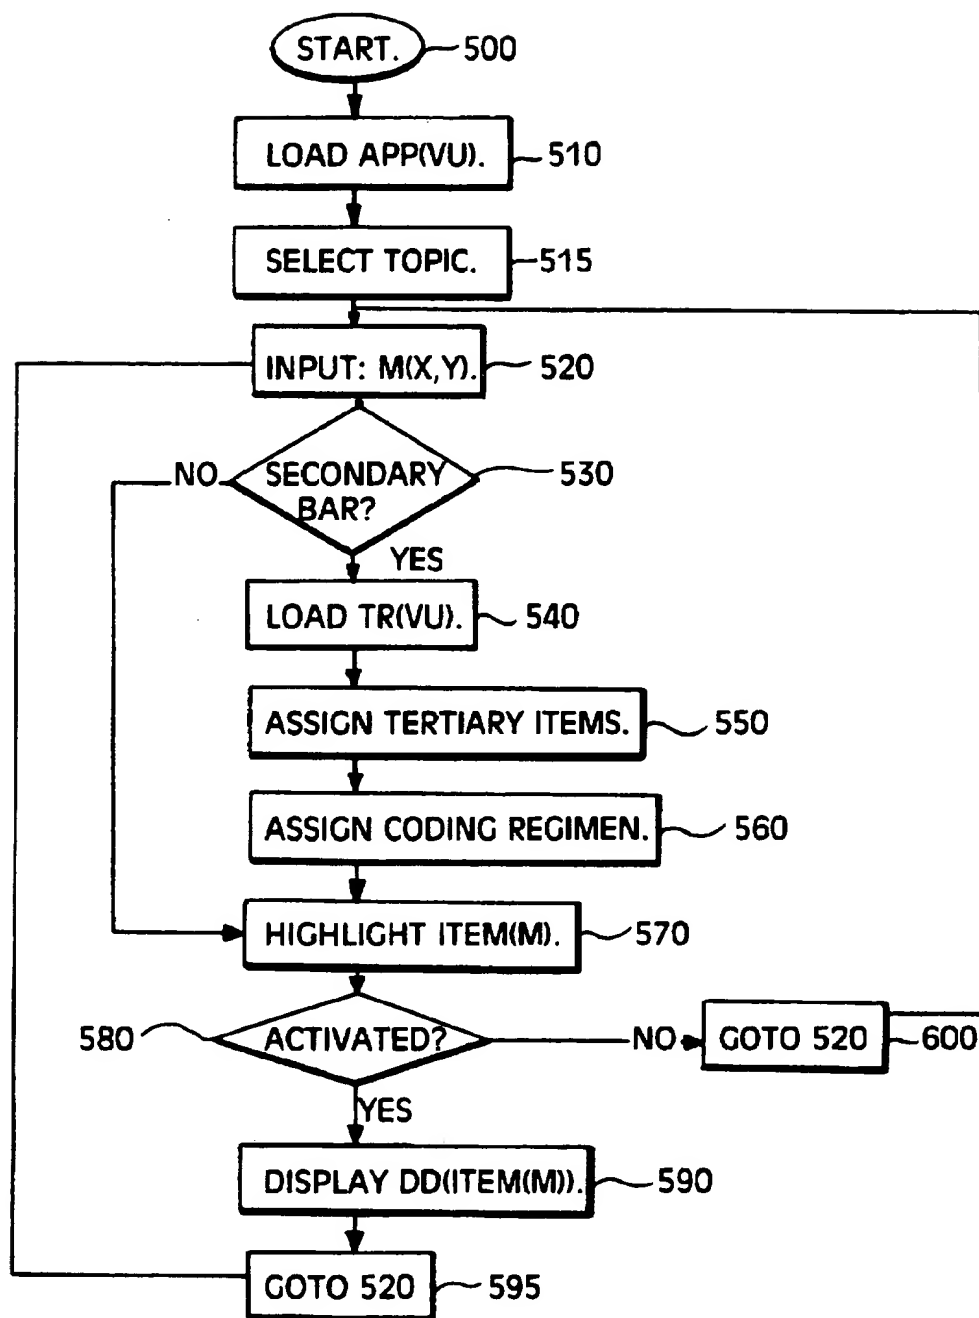 START. 500
LOAD APP(VU). 510
SELECT TOPIC. 515
INPUT: M(X,Y). 520
NO SECONDARY 530
BAR?
YES
LOAD TR(VU). 540
ASSIGN TERTIARY ITEMS. 550
ASSIGN CODING REGIMEN. 560
HIGHLIGHT ITEM(M). 570
580 ACTIVATED? NO GOTO 520 600
YES
DISPLAY DD(ITEM(M)). 590
GOTO 520 595